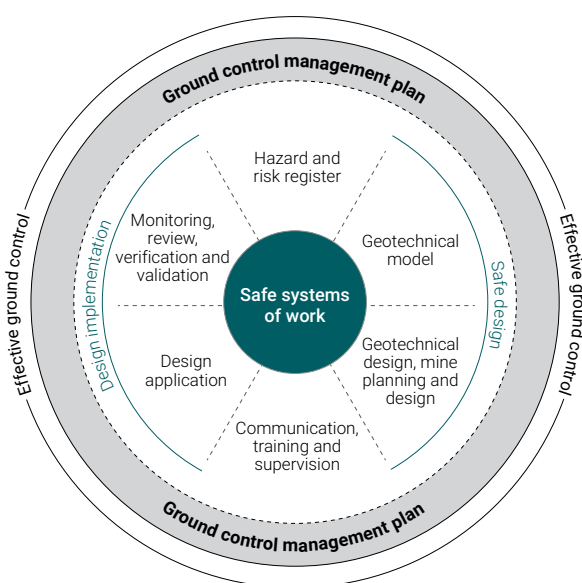 Ground control management plan
Hazard and
risk register
Monitoring,
review,
verification and
validation
Geotechnical
model
Effective ground control
Design implementation
Safe systems
of work
Safe design
Effective ground control
Design
application
Geotechnical
design, mine
planning and
design
Communication,
training and
supervision
Ground control management plan